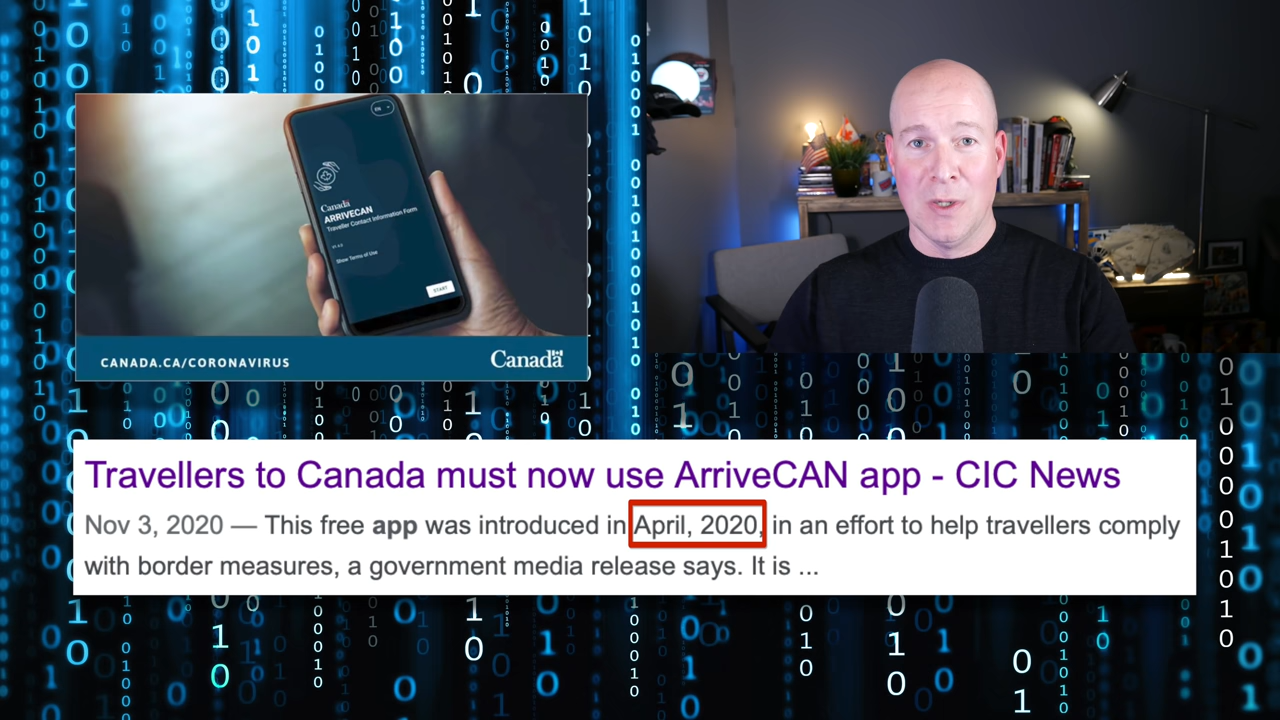 EN
Canada
ARRIVECAN
Traveller Contact Information Form
Show Terms of Use
START
CANADA.CA/CORONAVIRUS
Canada
Travellers to Canada must now use ArriveCAN app - CIC News
Nov 3, 2020 — This free app was introduced in April, 2020, in an effort to help travellers comply
with border measures, a government media release says. It is ...